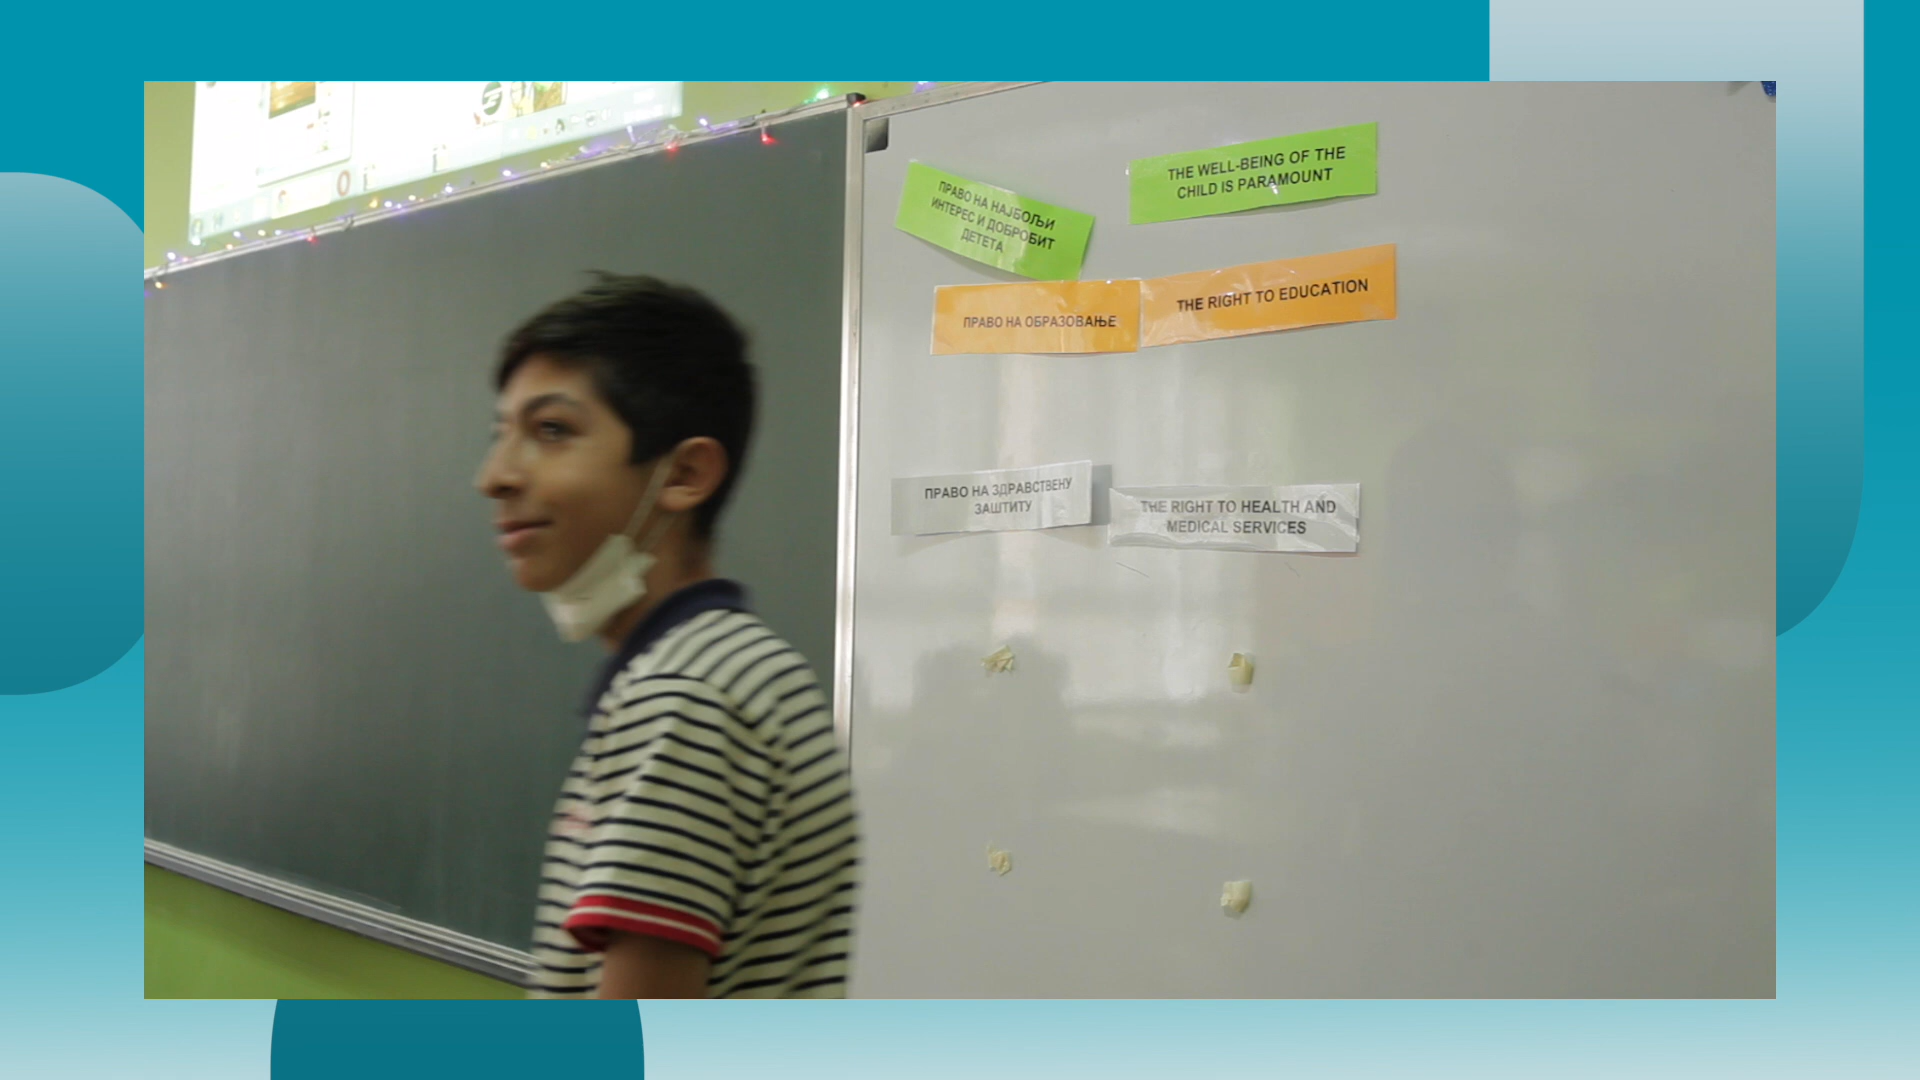 ПРАВО НА НАЈБОЉИ
ИНТЕРЕС И ДОБРОБИТ
ДЕТЕТА
THE WELL-BEING OF THE
CHILD IS PARAMOUNT
ПРАВО НА ОБРАЗОВАЊЕ
THE RIGHT TO EDUCATION
ПРАВО НА ЗДРАВСТВЕНУ
ЗАШТИТУ
THE RIGHT TO HEALTH AND
MEDICAL SERVICES